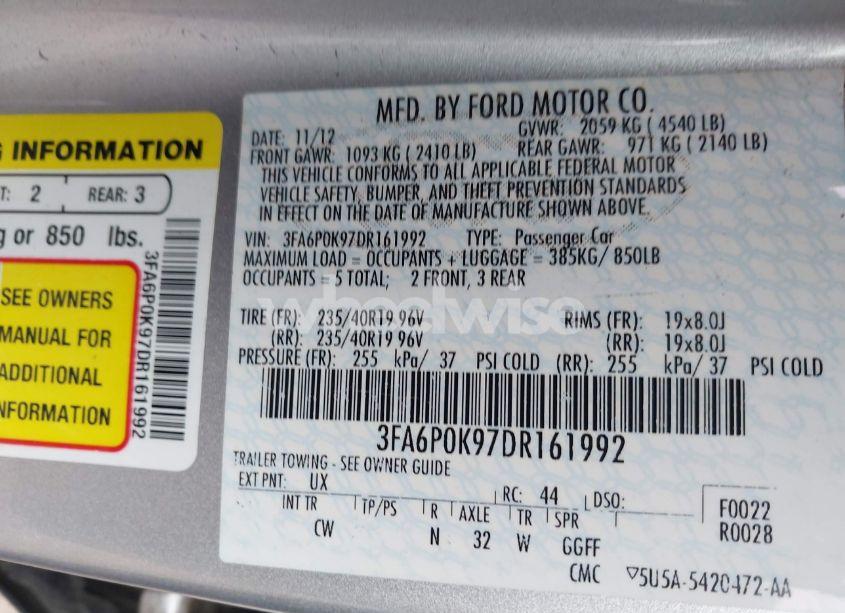 G INFORMATION
T: 2 REAR: 3
g or 850 lbs.
SEE OWNERS
MANUAL FOR
ADDITIONAL
INFORMATION
3FA6P0K97DR161992
MFD. BY FORD MOTOR CO.
DATE: 11/12 GVWR: 2059 KG ( 4540 LB)
FRONT GAWR: 1093 KG ( 2410 LB) REAR GAWR: 971 KG ( 2140 LB)
THIS VEHICLE CONFORMS TO ALL APPLICABLE FEDERAL MOTOR
VEHICLE SAFETY, BUMPER, AND THEFT PREVENTION STANDARDS
IN EFFECT ON THE DATE OF MANUFACTURE SHOWN ABOVE.
VIN: 3FA6P0K97DR161992 TYPE: Passenger Car
MAXIMUM LOAD = OCCUPANTS + LUGGAGE = 385KG/ 850LB
OCCUPANTS = 5 TOTAL; 2 FRONT, 3 REAR
wheelwise
TIRE (FR): 235/40R19 96V RIMS (FR): 19x8.0J
(RR): 235/40R19 96V (RR): 19x8.0J
PRESSURE (FR): 255 kPa/ 37 PSI COLD (RR): 255 kPa/ 37 PSI COLD
3FA6P0K97DR161992
TRAILER TOWING - SEE OWNER GUIDE
EXT PNT: UX RC: 44 DSO: F0022
R0028
INT TR TP/PS R AXLE TR SPR
CW N 32 W GGFF
CMC ▽5U5A-5420472-AA